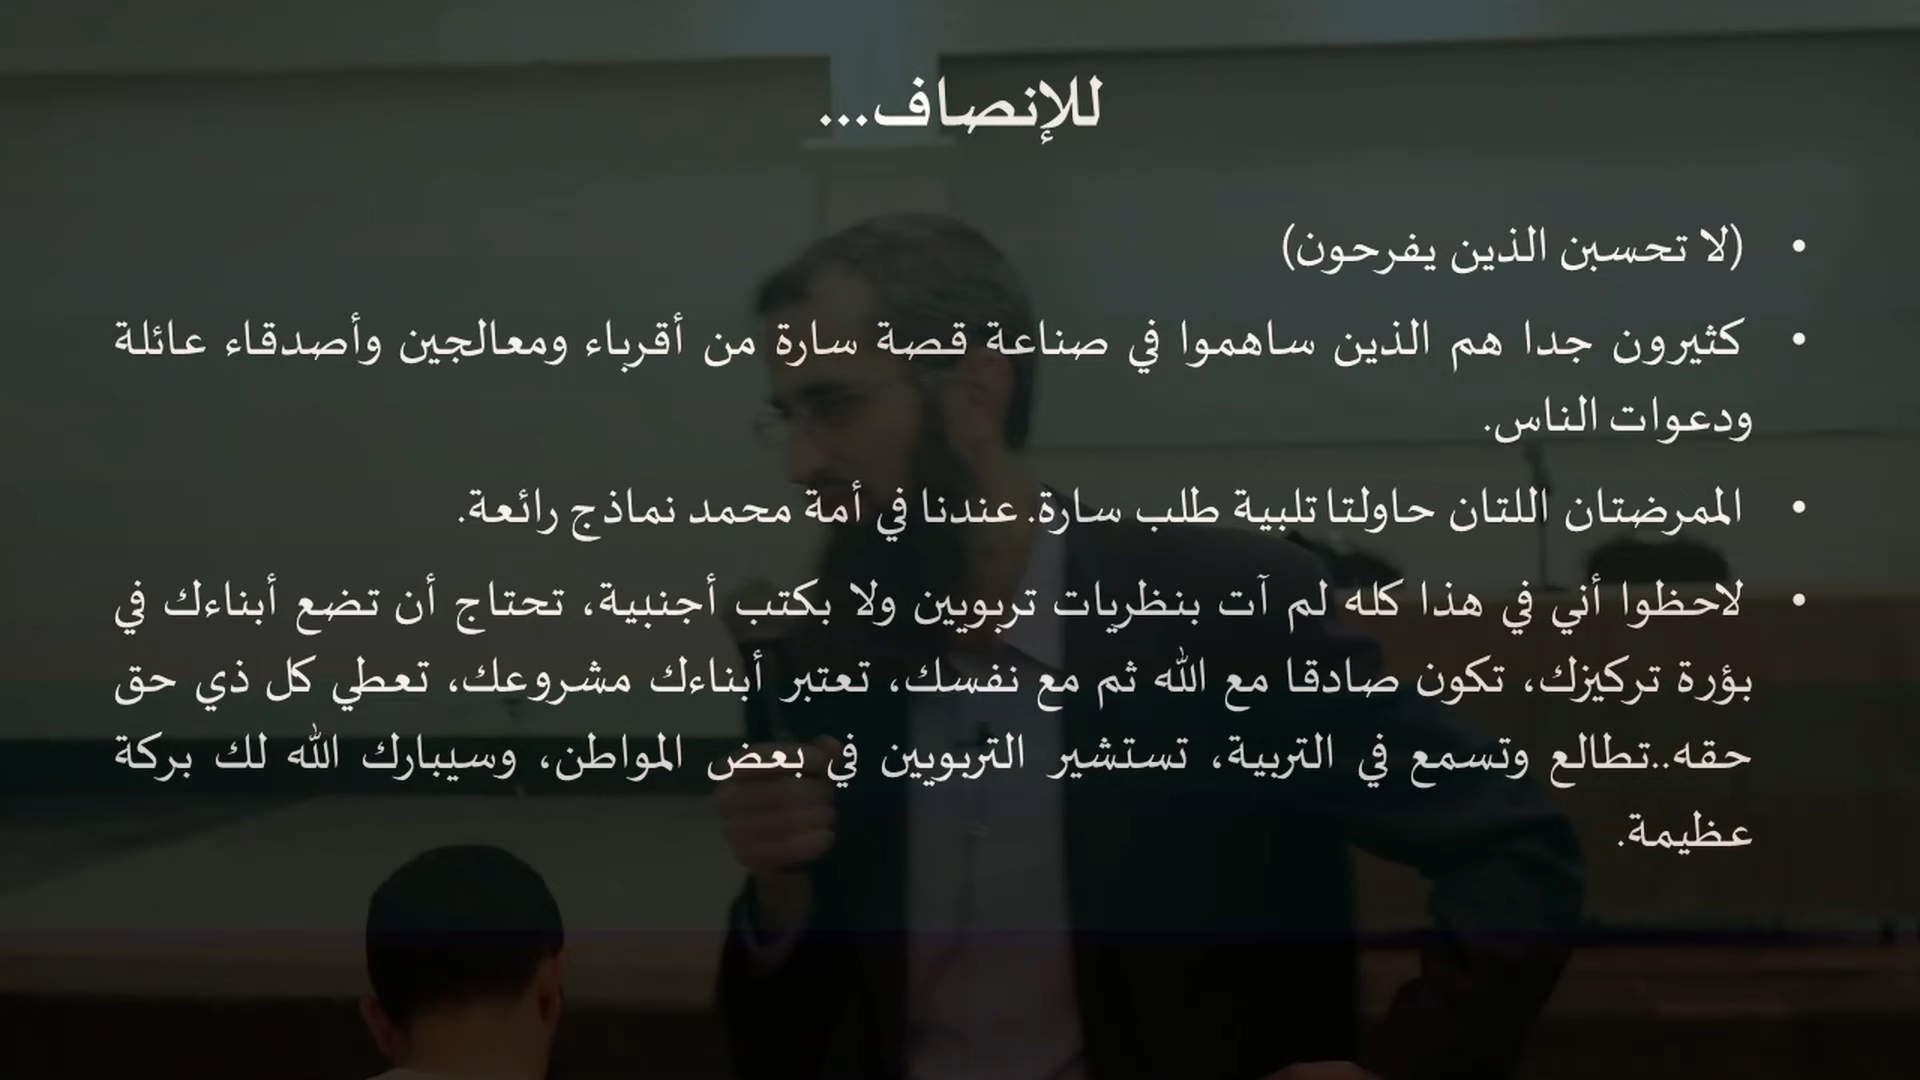 للإنصاف...
• (لا تحسبن الذين يفرحون)
• كثيرون جدا هم الذين ساهموا في صناعة قصة سارة من أقرباء ومعالجين وأصدقاء عائلة
ودعوات الناس.
• الممرضتان اللتان حاولتا تلبية طلب سارة. عندنا في أمة محمد نماذج رائعة.
• لاحظوا أني في هذا كله لم آت بنظريات تربويين ولا بكتب أجنبية، تحتاج أن تضع أبناءك في
بؤرة تركيزك، تكون صادقا مع الله ثم مع نفسك، تعتبر أبناءك مشروعك، تعطي كل ذي حق
حقه..تطالع وتسمع في التربية، تستشير التربويين في بعض المواطن، وسيبارك الله لك بركة
عظيمة.